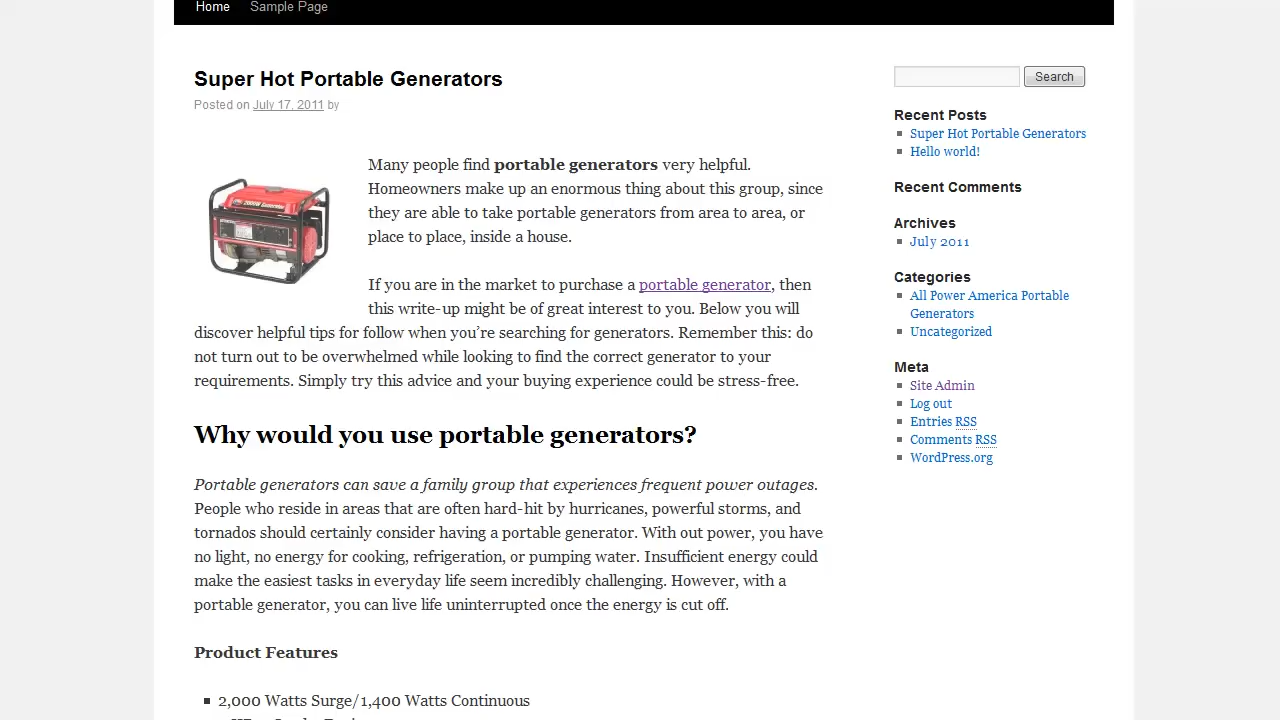 Home Sample Page
Super Hot Portable Generators
Posted on July 17, 2011 by
Many people find portable generators very helpful.
Homeowners make up an enormous thing about this group, since
they are able to take portable generators from area to area, or
place to place, inside a house.
If you are in the market to purchase a portable generator, then
this write-up might be of great interest to you. Below you will
discover helpful tips for follow when you’re searching for generators. Remember this: do
not turn out to be overwhelmed while looking to find the correct generator to your
requirements. Simply try this advice and your buying experience could be stress-free.
Why would you use portable generators?
Portable generators can save a family group that experiences frequent power outages.
People who reside in areas that are often hard-hit by hurricanes, powerful storms, and
tornados should certainly consider having a portable generator. With out power, you have
no light, no energy for cooking, refrigeration, or pumping water. Insufficient energy could
make the easiest tasks in everyday life seem incredibly challenging. However, with a
portable generator, you can live life uninterrupted once the energy is cut off.
Product Features
2,000 Watts Surge/1,400 Watts Continuous
Search
Recent Posts
Super Hot Portable Generators
Hello world!
Recent Comments
Archives
July 2011
Categories
All Power America Portable
Generators
Uncategorized
Meta
Site Admin
Log out
Entries RSS
Comments RSS
WordPress.org